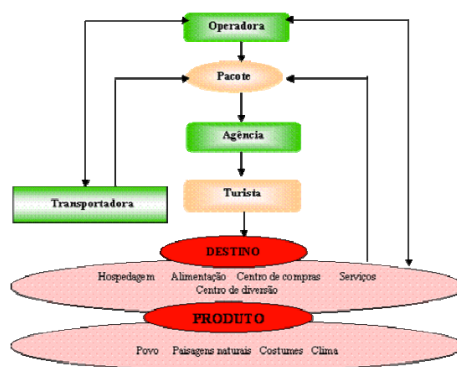 Operadora
Pacote
Agência
Turista
Transportadora
DESTINO
Hospedagem Alimentação Centro de compras Serviços
Centro de diversão
PRODUTO
Povo Paisagens naturais Costumes Clima